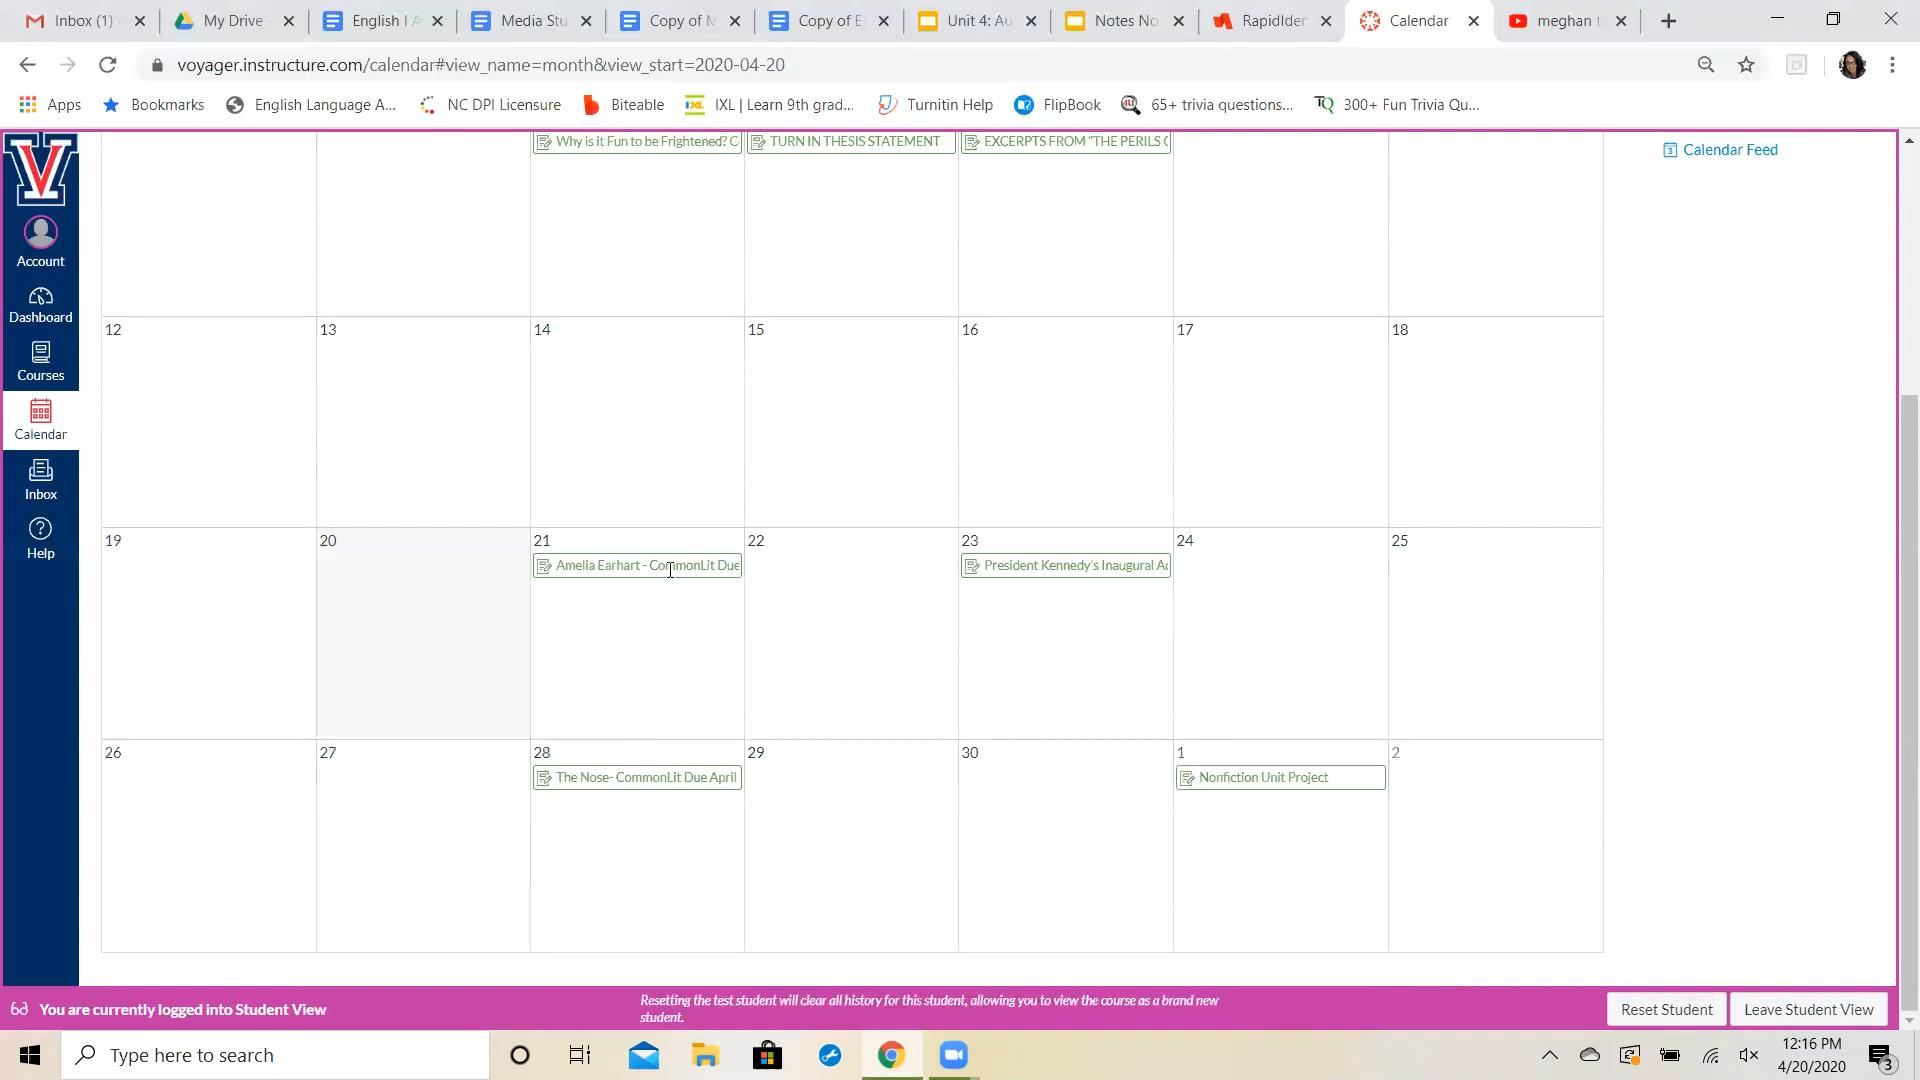 Inbox (1)
My Drive
English I A
Media Stu
Copy of M
Copy of E
Unit 4: Au
Notes No
RapidIden
Calendar
meghan t
voyager.instructure.com/calendar#view_name=month&view_start=2020-04-20
Apps
Bookmarks
English Language A...
NC DPI Licensure
Biteable
IXL | Learn 9th grad...
Turnitin Help
FlipBook
65+ trivia questions...
300+ Fun Trivia Qu...
V
Account
Dashboard
Courses
Calendar
Inbox
Help
Why is it Fun to be Frightened? C
TURN IN THESIS STATEMENT
EXCERPTS FROM "THE PERILS
Calendar Feed
12 13 14 15 16 17 18
19 20 21 22 23 24 25
Amelia Earhart - CommonLit Due
President Kennedy's Inaugural
26 27 28 29 30 1 2
The Nose- CommonLit Due April
Nonfiction Unit Project
You are currently logged into Student View
Resetting the test student will clear all history for this student, allowing you to view the course as a brand new
student.
Reset Student
Leave Student View
Type here to search
12:16 PM
4/20/2020
3